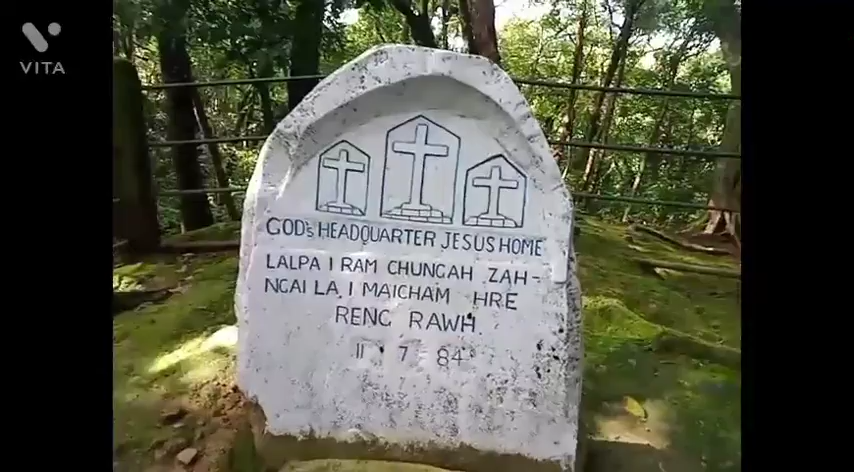 VITA
GOD's HEADQUARTER JESUS HOME
LALPA I RAM CHUNGAH ZAH-
NGAI LA, I MAICHAM HRE
RENG RAWH.
11 7 84